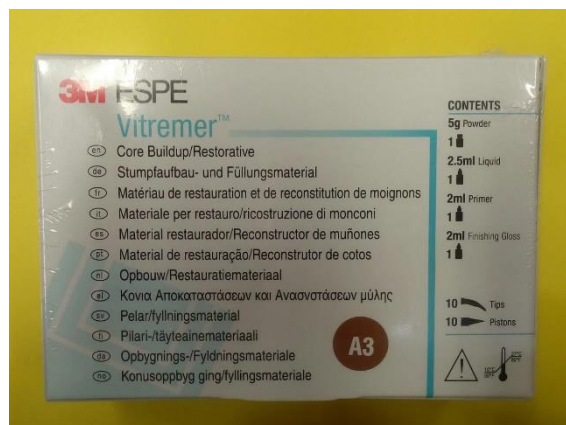 3M ESPE
Vitremer™
en Core Buildup/Restorative
de Stumpfaufbau- und Füllungsmaterial
fr Matériau de restauration et de reconstitution de moignons
it Materiale per restauro/ricostruzione di monconi
es Material restaurador/Reconstructor de muñones
pt Material de restauração/Reconstrutor de cotos
nl Opbouw/Restauratiemateriaal
el Κονια Αποκαταστάσεων και Ανασνστάσεων μύλης
sv Pelar/fyllningsmaterial
fi Pilari-/täyteainemateriaali
da Opbygnings-/Fyldningsmateriale
no Konusoppbyg ging/fyllingsmateriale
A3
CONTENTS
5g Powder
1
2.5ml Liquid
1
2ml Primer
1
2ml Finishing Gloss
1
10 Tips
10 Pistons